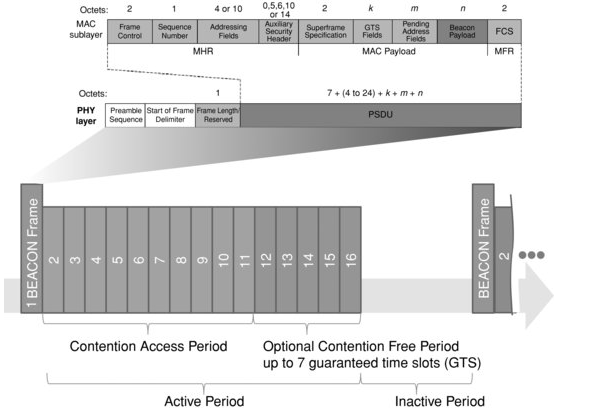 Octets: 2 1 4 or 10 0,5,6,10 or 14 2 k m n 2
MAC sublayer
Frame Control
Sequence Number
Addressing Fields
Auxiliary Security Header
Superframe Specification
GTS Fields
Pending Address Fields
Beacon Payload
FCS
MHR MAC Payload MFR
Octets: 1 7 + (4 to 24) + k + m + n
PHY layer
Preamble Sequence
Start of Frame Delimiter
Frame Length/ Reserved
PSDU
1 BEACON Frame 2 3 4 5 6 7 8 9 10 11 12 13 14 15 16 BEACON Frame 2
Contention Access Period
Optional Contention Free Period
up to 7 guaranteed time slots (GTS)
Active Period Inactive Period